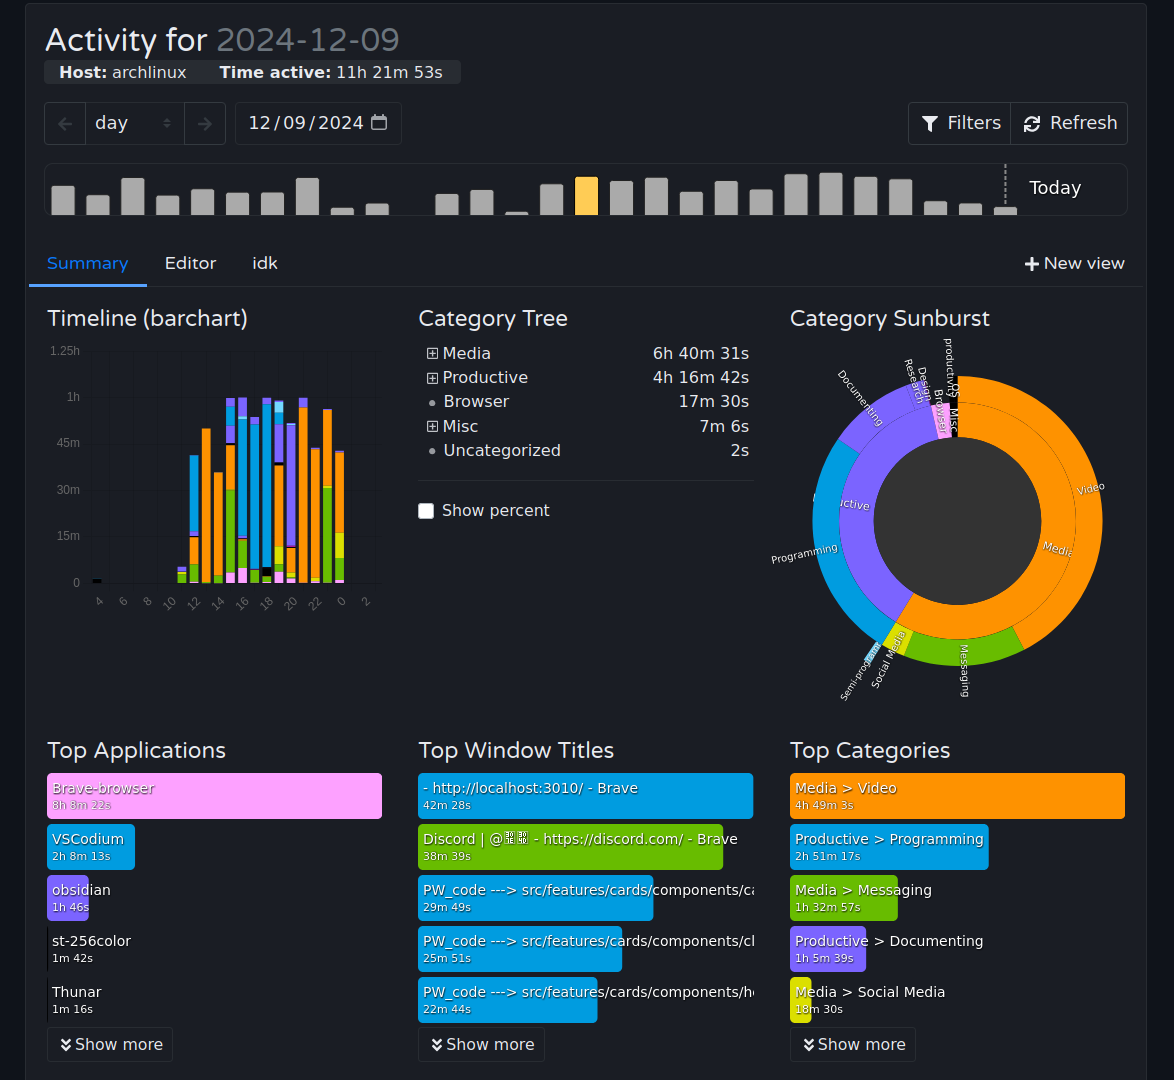 Activity for 2024-12-09
Host: archlinux Time active: 11h 21m 53s
day 12/09/2024 Filters Refresh
Today
Summary Editor idk New view
Timeline (barchart)
1.25h
1h
45m
30m
15m
0
4 6 8 10 12 14 16 18 20 22 0 2
Category Tree
Media 6h 40m 31s
Productive 4h 16m 42s
Browser 17m 30s
Misc 7m 6s
Uncategorized 2s
Show percent
Category Sunburst
productivity
OS
Misc
Browser
Design
Research
Documenting
Video
Media
Programming
Social Media
Messaging
Top Applications
Brave-browser
8h 8m 22s
VSCodium
2h 8m 13s
obsidian
1h 46s
st-256color
1m 42s
Thunar
1m 16s
Show more
Top Window Titles
- http://localhost:3010/ - Brave
42m 28s
Discord | @ - https://discord.com/ - Brave
38m 39s
PW_code ---> src/features/cards/components/ca
29m 49s
PW_code ---> src/features/cards/components/cl
25m 51s
PW_code ---> src/features/cards/components/he
22m 44s
Show more
Top Categories
Media > Video
4h 49m 3s
Productive > Programming
2h 51m 17s
Media > Messaging
1h 32m 57s
Productive > Documenting
1h 5m 39s
Media > Social Media
18m 30s
Show more